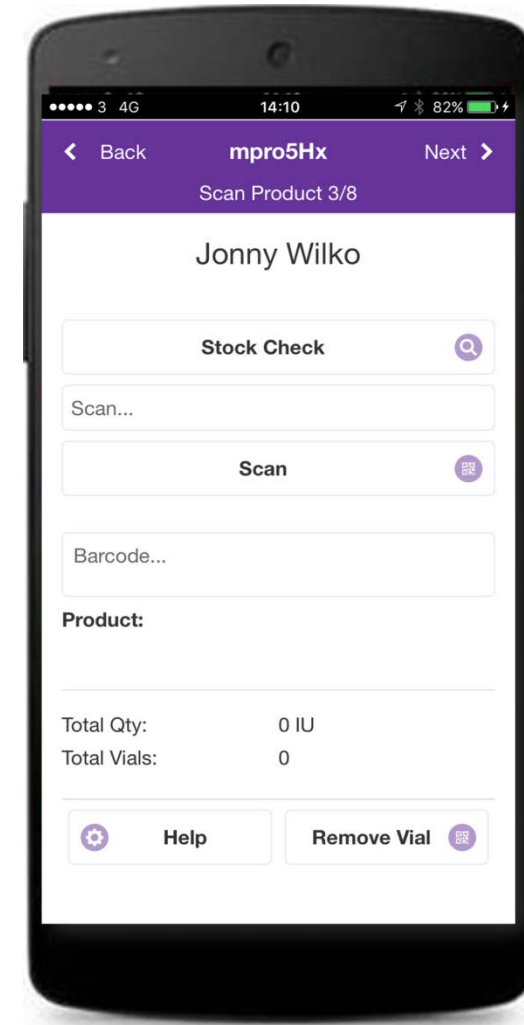 3 4G 14:10 82%
Back mpro5Hx Next
Scan Product 3/8
Jonny Wilko
Stock Check
Scan...
Scan
Barcode...
Product:
Total Qty: 0 IU
Total Vials: 0
Help Remove Vial